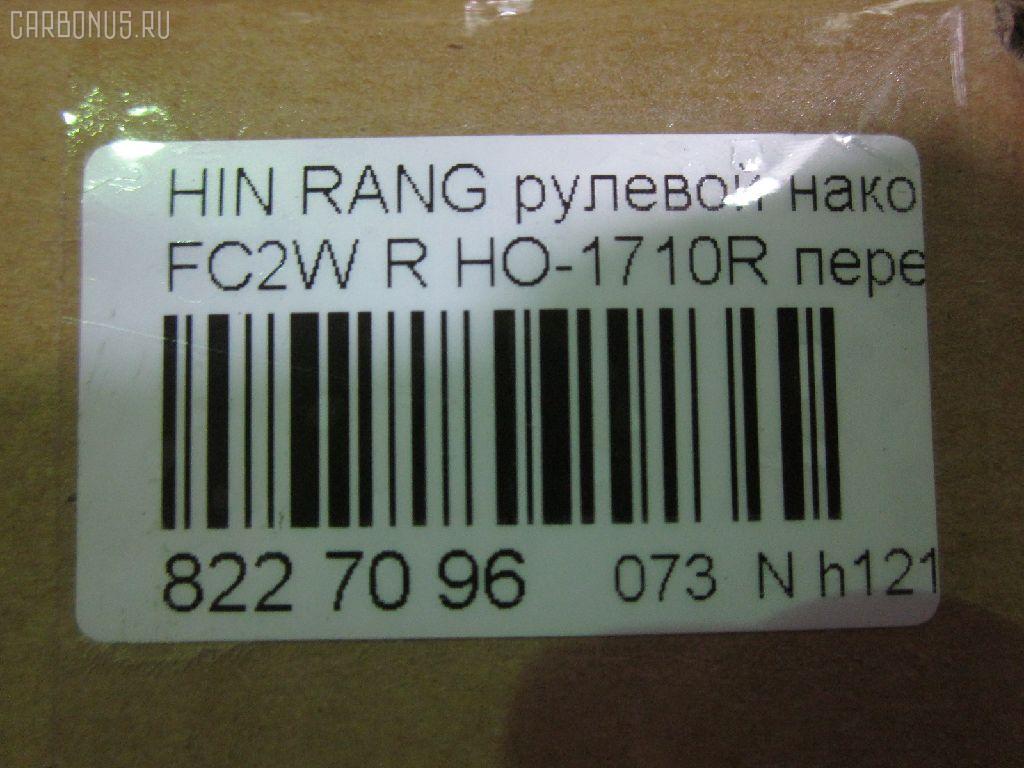 CARBONUS.RU
HIN RANG рулевой нако
FC2W R HO-1710R пере
822 70 96 073 N h121